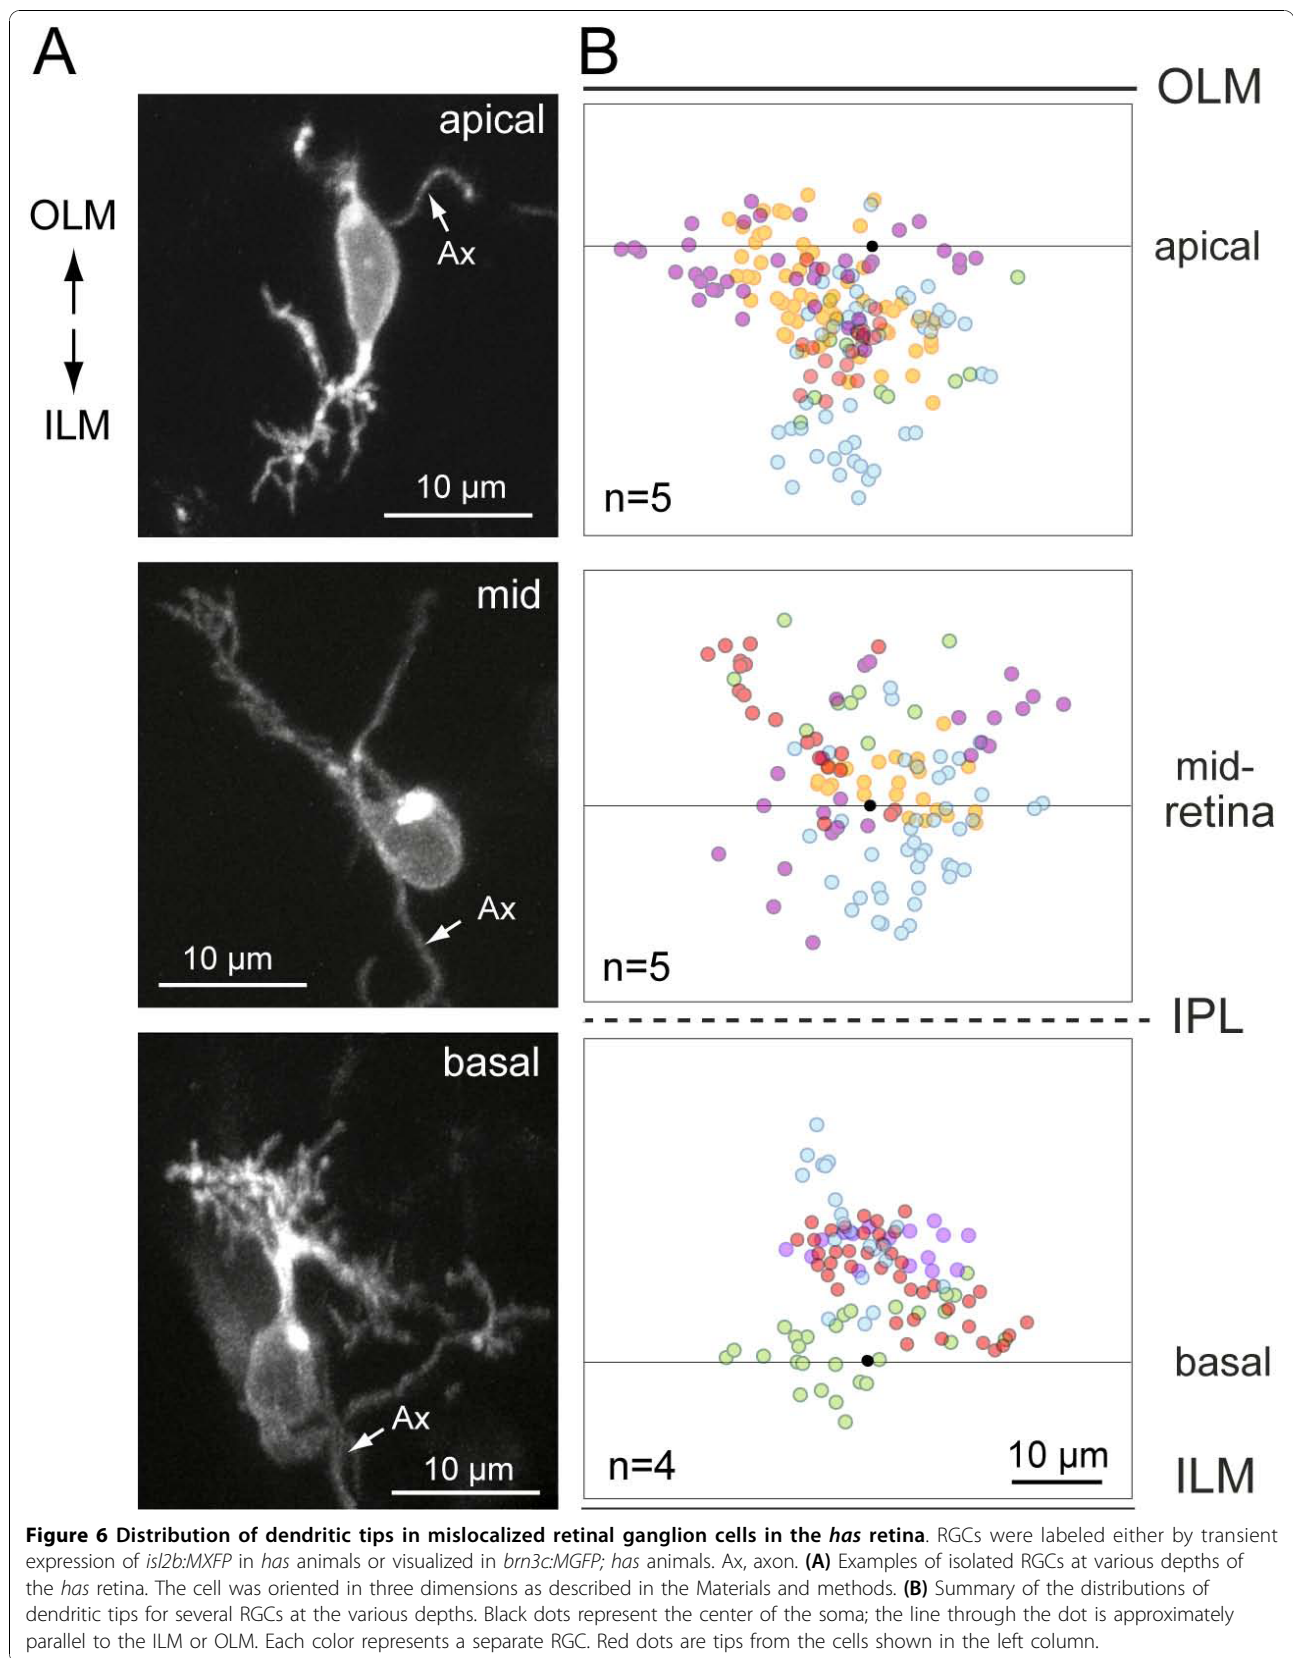 A
B
OLM
apical
OLM
ILM
Ax
10 µm
apical
n=5
mid
Ax
10 µm
mid-
retina
n=5
IPL
basal
Ax
10 µm
basal
n=4
10 µm
ILM
Figure 6 Distribution of dendritic tips in mislocalized retinal ganglion cells in the has retina. RGCs were labeled either by transient
expression of isl2b:MXFP in has animals or visualized in brn3c:MGFP; has animals. Ax, axon. (A) Examples of isolated RGCs at various depths of
the has retina. The cell was oriented in three dimensions as described in the Materials and methods. (B) Summary of the distributions of
dendritic tips for several RGCs at the various depths. Black dots represent the center of the soma; the line through the dot is approximately
parallel to the ILM or OLM. Each color represents a separate RGC. Red dots are tips from the cells shown in the left column.